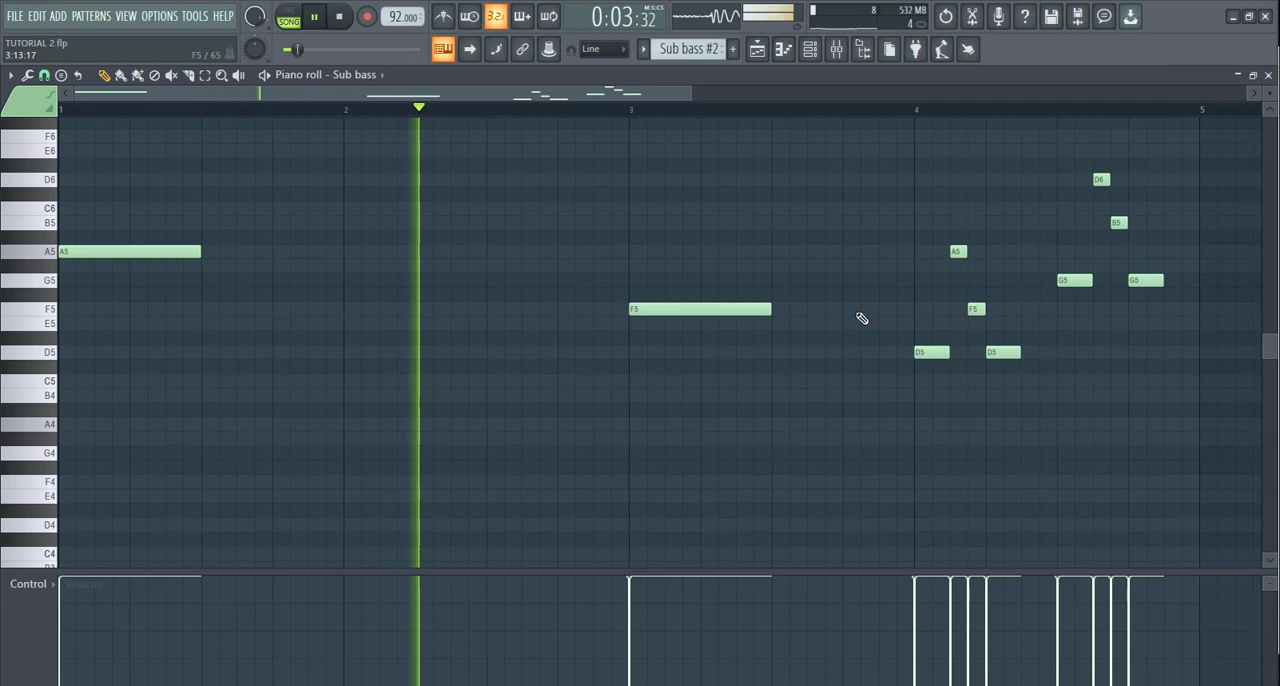 FILE EDIT ADD PATTERNS VIEW OPTIONS TOOLS HELP
SONG
92.000
3.2
0:03:32
M:S:CS
8
532 MB
4
TUTORIAL 2.flp
3:13:17
F5 / 65
Line
Sub bass #2
Piano roll - Sub bass
1
2
3
4
5
F6
E6
D6
D6
C6
B5
B5
A5
A5
A5
G5
G5
G5
F5
F5
F5
E5
D5
D5
D5
C5
B4
A4
G4
F4
E4
D4
C4
Control
Velocity